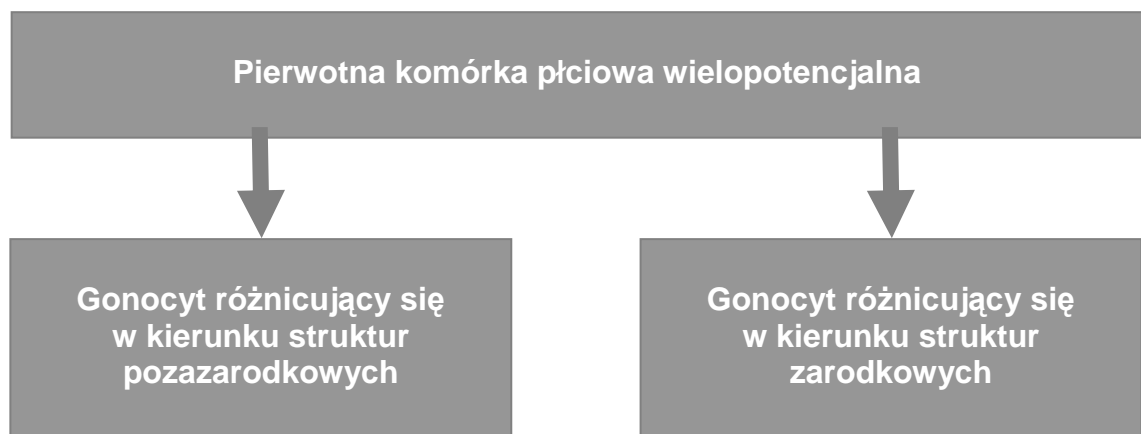 Pierwotna komórka płciowa wielopotencjalna
Gonocyt różnicujący się
w kierunku struktur
pozazarodkowych
Gonocyt różnicujący się
w kierunku struktur
zarodkowych